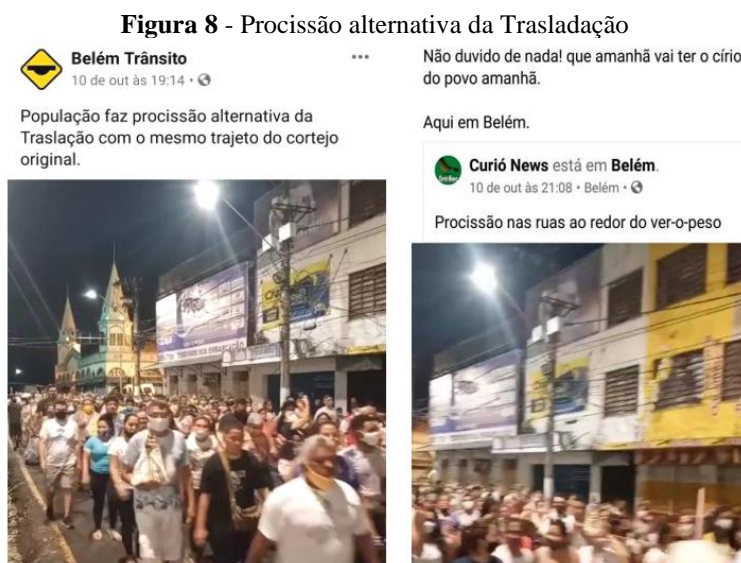 Figura 8 - Procissão alternativa da Trasladação
Belém Trânsito
10 de out às 19:14 •
População faz procissão alternativa da
Traslação com o mesmo trajeto do cortejo
original.
Não duvido de nada! que amanhã vai ter o círio
do povo amanhã.
Aqui em Belém.
Curió News está em Belém.
10 de out às 21:08 • Belém •
Procissão nas ruas ao redor do ver-o-peso